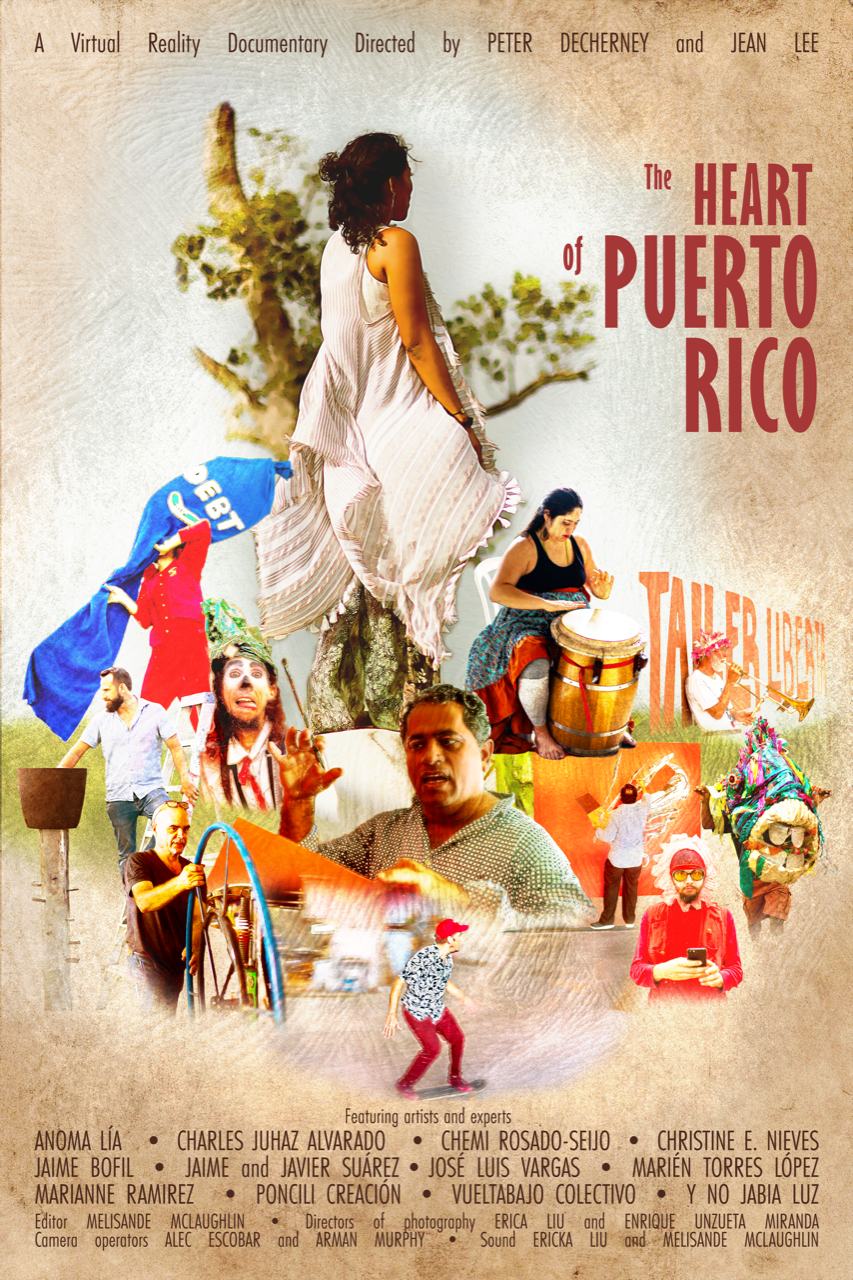 A Virtual Reality Documentary Directed by PETER DECHERNEY and JEAN LEE
The HEART
of PUERTO
RICO
DEBT
TALLER LIBERTÁ
Featuring artists and experts
ANOMA LÍA • CHARLES JUHAZ ALVARADO • CHEMI ROSADO-SEIJO • CHRISTINE E. NIEVES
JAIME BOFIL • JAIME and JAVIER SUÁREZ • JOSÉ LUIS VARGAS • MARIÉN TORRES LÓPEZ
MARIANNE RAMIREZ • PONCILI CREACIÓN • VUELTABAJO COLECTIVO • Y NO JABIA LUZ
Editor MELISANDE MCLAUGHLIN • Directors of photography ERICA LIU and ENRIQUE UNZUETA MIRANDA
Camera operators ALEC ESCOBAR and ARMAN MURPHY • Sound ERICKA LIU and MELISANDE MCLAUGHLIN